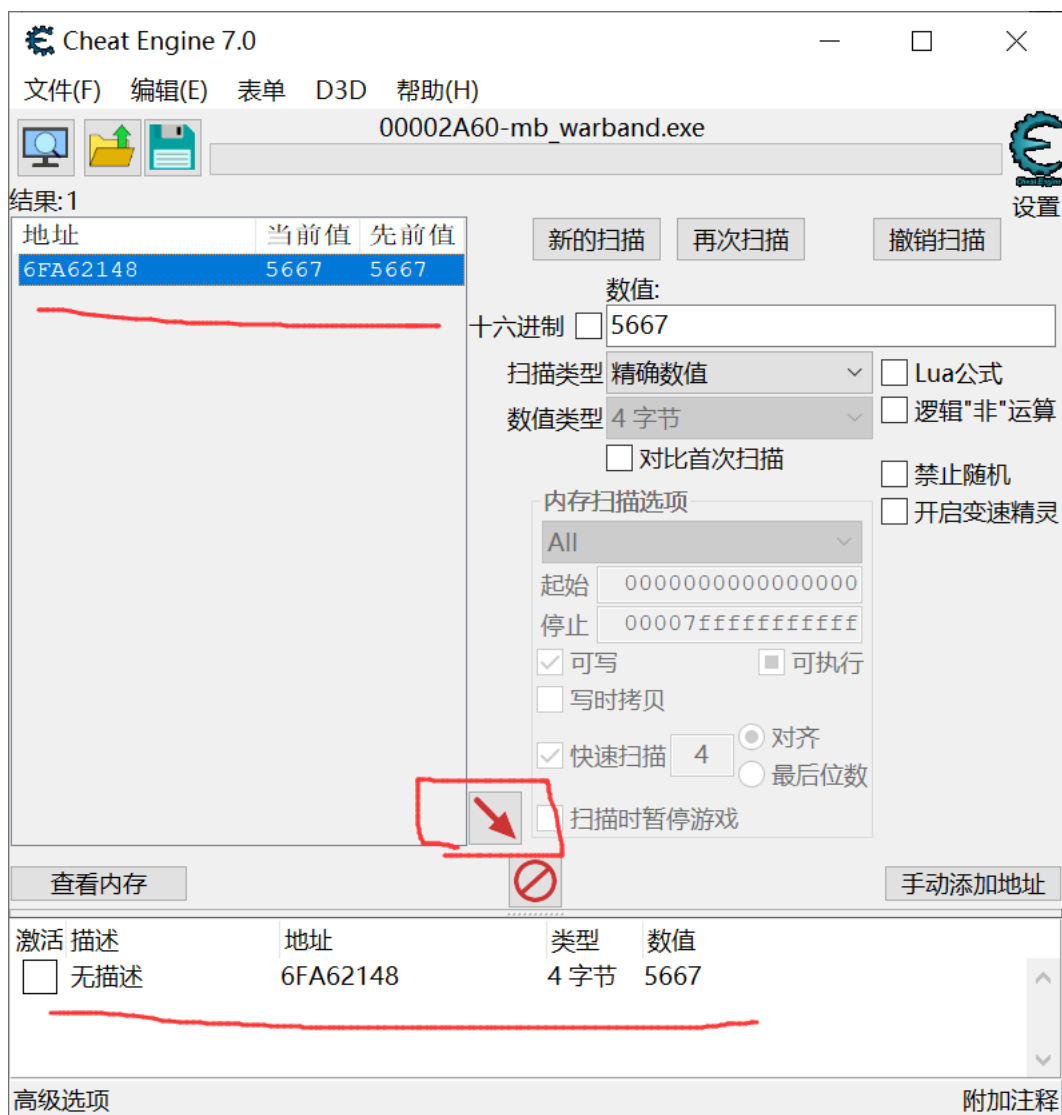 Cheat Engine 7.0
文件(F) 编辑(E) 表单 D3D 帮助(H)
00002A60-mb_warband.exe
Cheat Engine
设置
结果:1
地址 当前值 先前值
6FA62148 5667 5667
新的扫描 再次扫描 撤销扫描
数值:
十六进制 5667
扫描类型 精确数值 Lua公式
数值类型 4 字节 逻辑"非"运算
对比首次扫描 禁止随机
内存扫描选项 开启变速精灵
All
起始 0000000000000000
停止 00007fffffffffff
可写 可执行
写时拷贝
快速扫描 4 对齐
最后位数
扫描时暂停游戏
查看内存 手动添加地址
激活 描述 地址 类型 数值
无描述 6FA62148 4 字节 5667
高级选项 附加注释